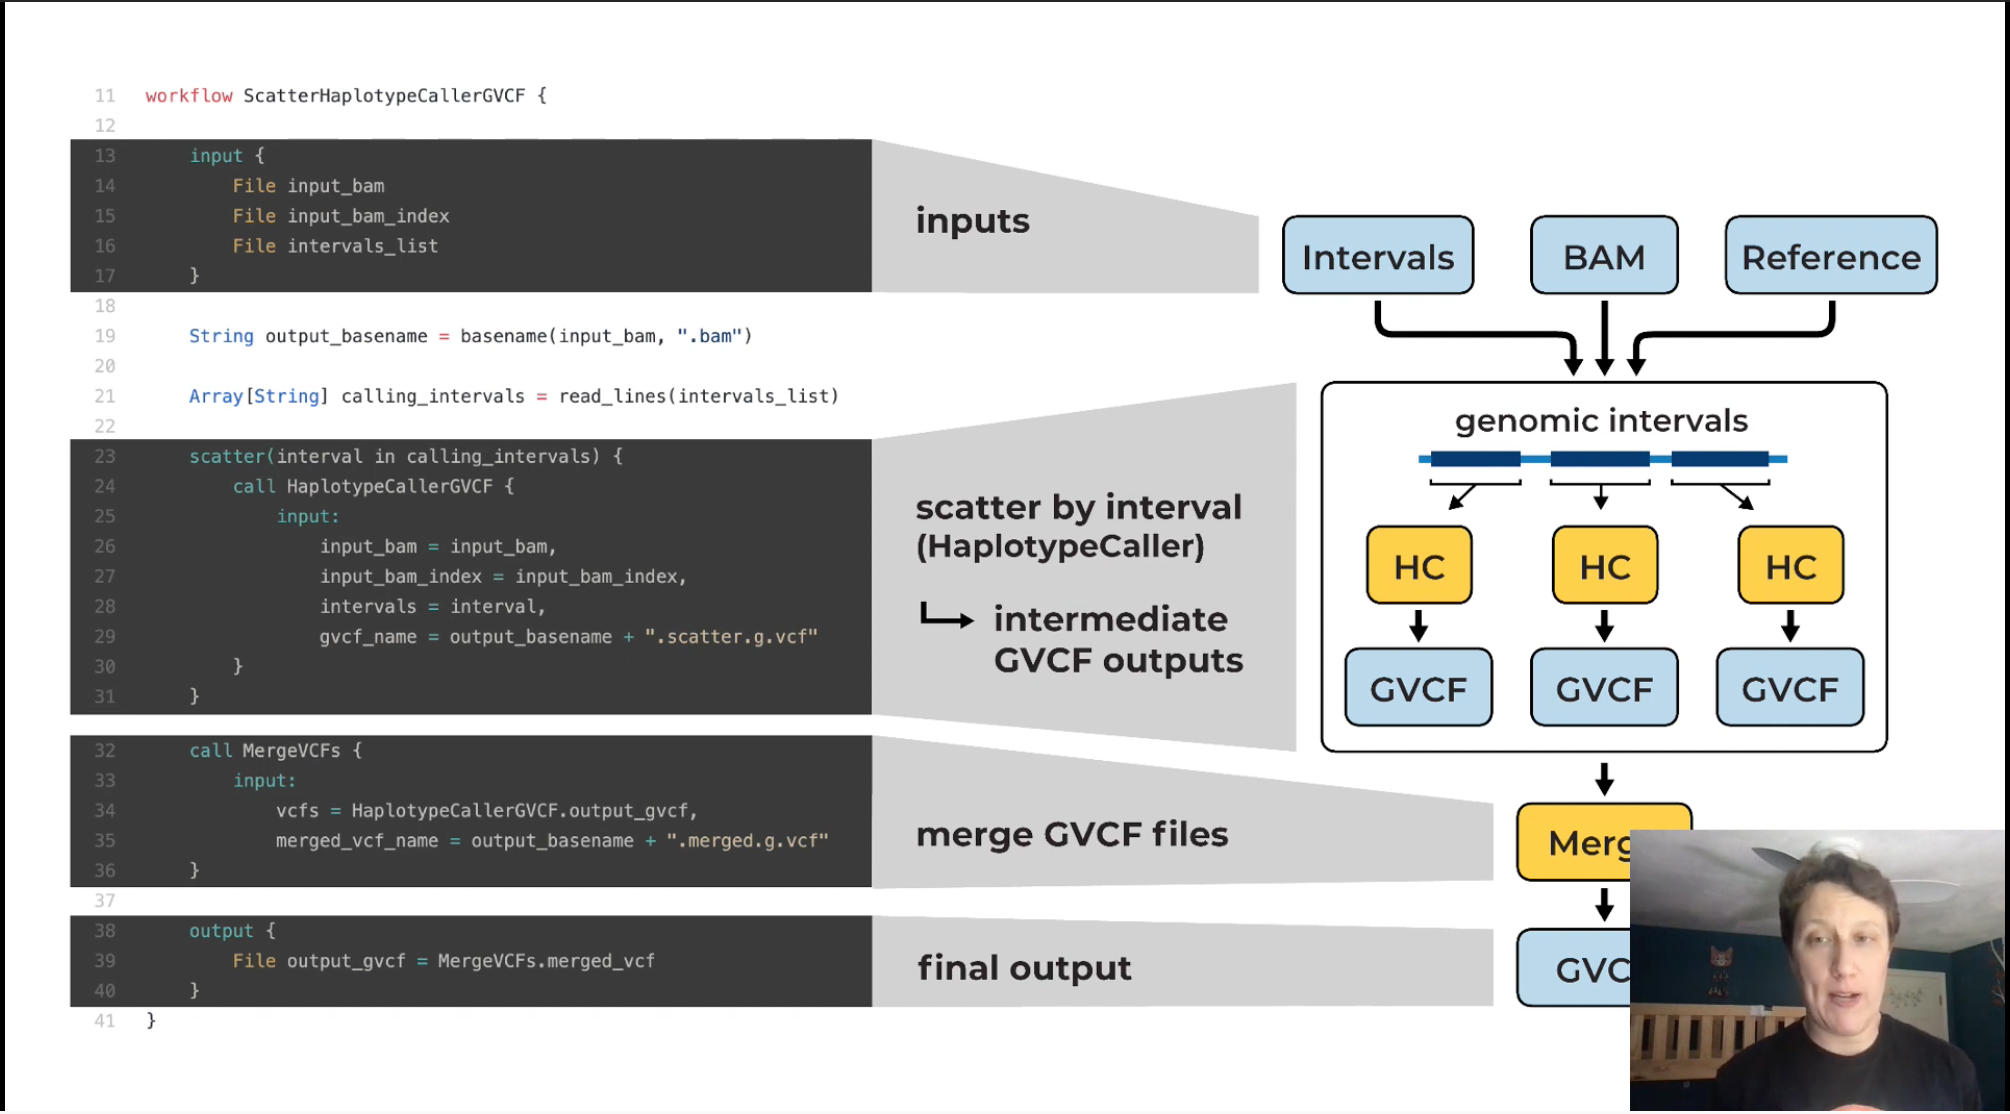 11 workflow ScatterHaplotypeCallerGVCF {
12
13 input {
14 File input_bam
15 File input_bam_index
16 File intervals_list
17 }
18
19 String output_basename = basename(input_bam, ".bam")
20
21 Array[String] calling_intervals = read_lines(intervals_list)
22
23 scatter(interval in calling_intervals) {
24 call HaplotypeCallerGVCF {
25 input:
26 input_bam = input_bam,
27 input_bam_index = input_bam_index,
28 intervals = interval,
29 gvcf_name = output_basename + ".scatter.g.vcf"
30 }
31 }
32 call MergeVCFs {
33 input:
34 vcfs = HaplotypeCallerGVCF.output_gvcf,
35 merged_vcf_name = output_basename + ".merged.g.vcf"
36 }
37
38 output {
39 File output_gvcf = MergeVCFs.merged_vcf
40 }
41 }
inputs
scatter by interval
(HaplotypeCaller)
intermediate
GVCF outputs
merge GVCF files
final output
Intervals BAM Reference
genomic intervals
HC HC HC
GVCF GVCF GVCF
Merg
GVC